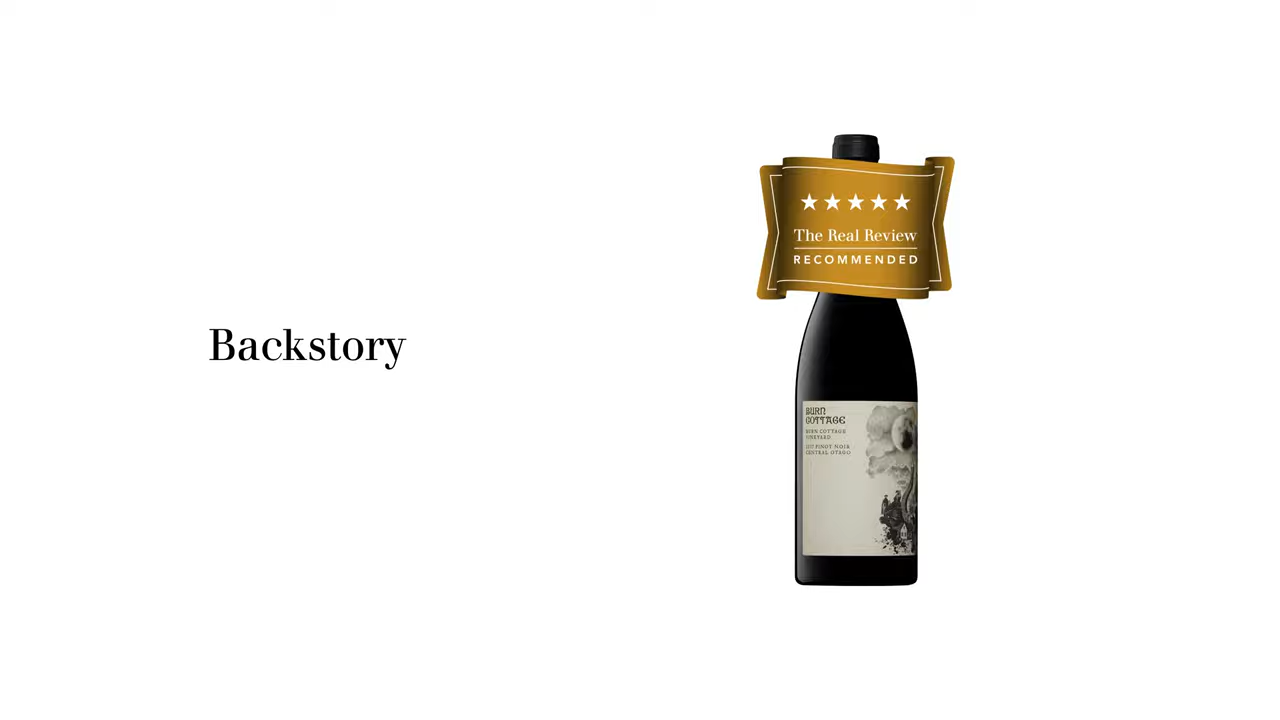 Backstory
The Real Review
RECOMMENDED
BURN
COTTAGE
BURN COTTAGE
VINEYARD
PINOT NOIR
CENTRAL OTAGO